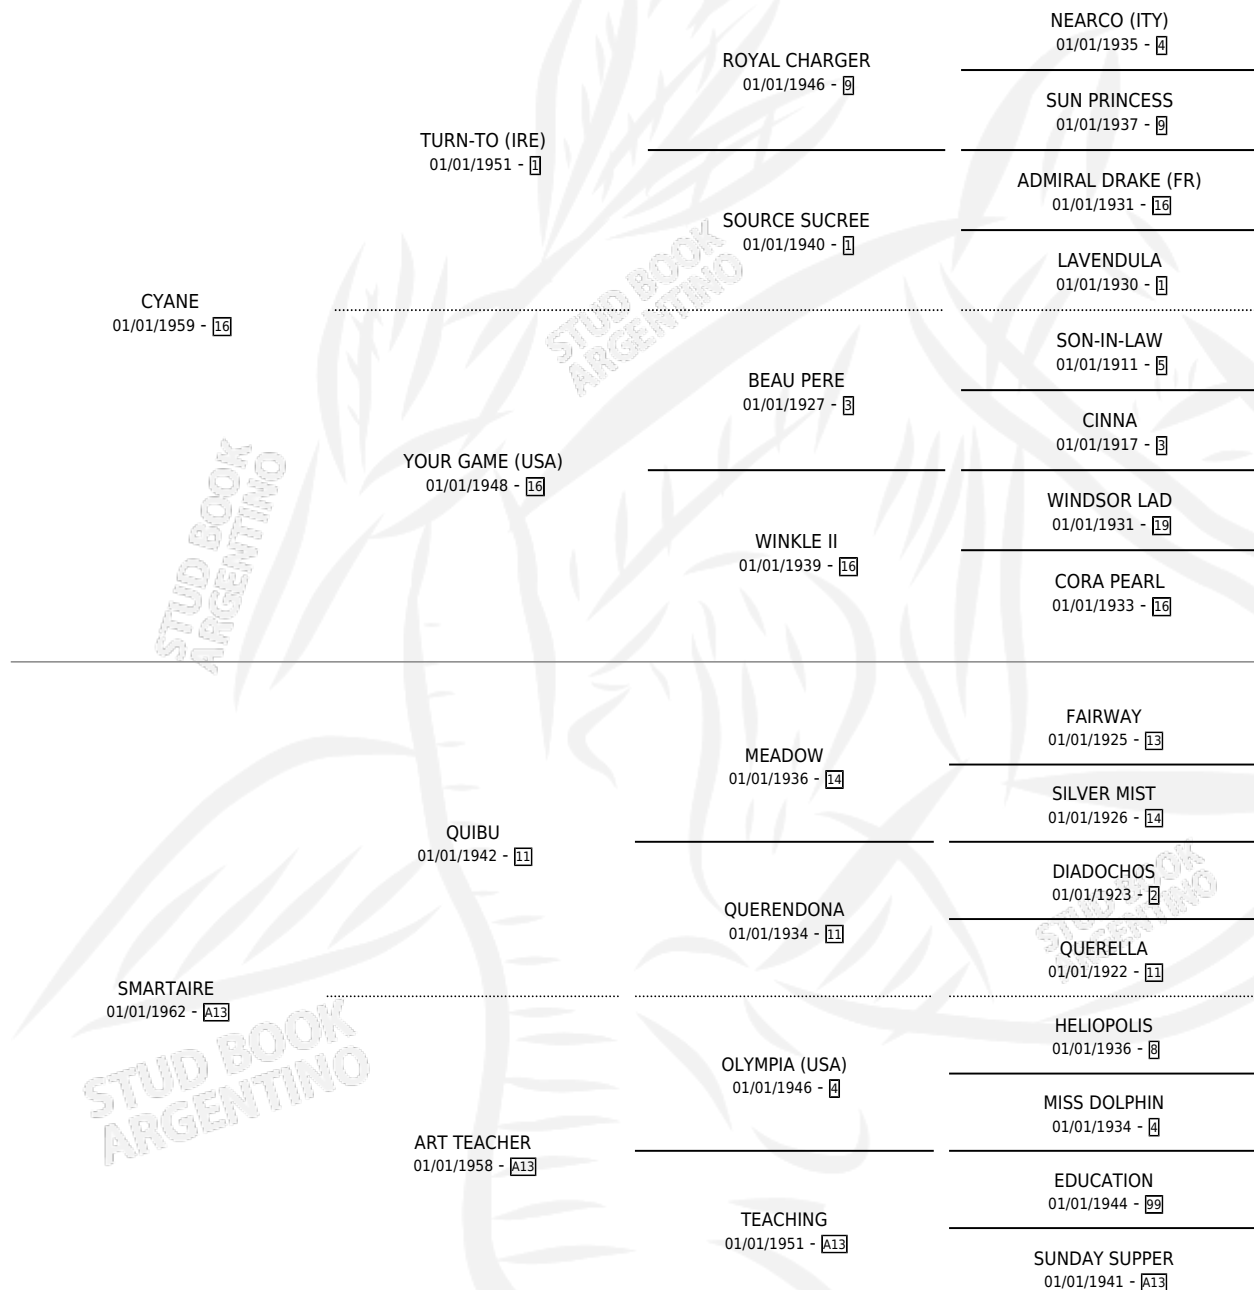 NEARCO (ITY)
01/01/1935 - 4
ROYAL CHARGER
01/01/1946 - 9
SUN PRINCESS
01/01/1937 - 9
TURN-TO (IRE)
01/01/1951 - 1
ADMIRAL DRAKE (FR)
01/01/1931 - 16
SOURCE SUCREE
01/01/1940 - 1
LAVENDULA
01/01/1930 - 1
CYANE
01/01/1959 - 16
SON-IN-LAW
01/01/1911 - 5
BEAU PERE
01/01/1927 - 3
CINNA
01/01/1917 - 3
YOUR GAME (USA)
01/01/1948 - 16
WINDSOR LAD
01/01/1931 - 19
WINKLE II
01/01/1939 - 16
CORA PEARL
01/01/1933 - 16
FAIRWAY
01/01/1925 - 13
MEADOW
01/01/1936 - 14
SILVER MIST
01/01/1926 - 14
QUIBU
01/01/1942 - 11
DIADOCHOS
01/01/1923 - 2
QUERENDONA
01/01/1934 - 11
QUERELLA
01/01/1922 - 11
SMARTAIRE
01/01/1962 - A13
HELIOPOLIS
01/01/1936 - 8
OLYMPIA (USA)
01/01/1946 - 4
MISS DOLPHIN
01/01/1934 - 4
ART TEACHER
01/01/1958 - A13
EDUCATION
01/01/1944 - 99
TEACHING
01/01/1951 - A13
SUNDAY SUPPER
01/01/1941 - A13
STUD BOOK
ARGENTINO
STUD BOOK
ARGENTINO
STUD BOOK
ARGENTINO
STUD BOOK
ARGENTINO